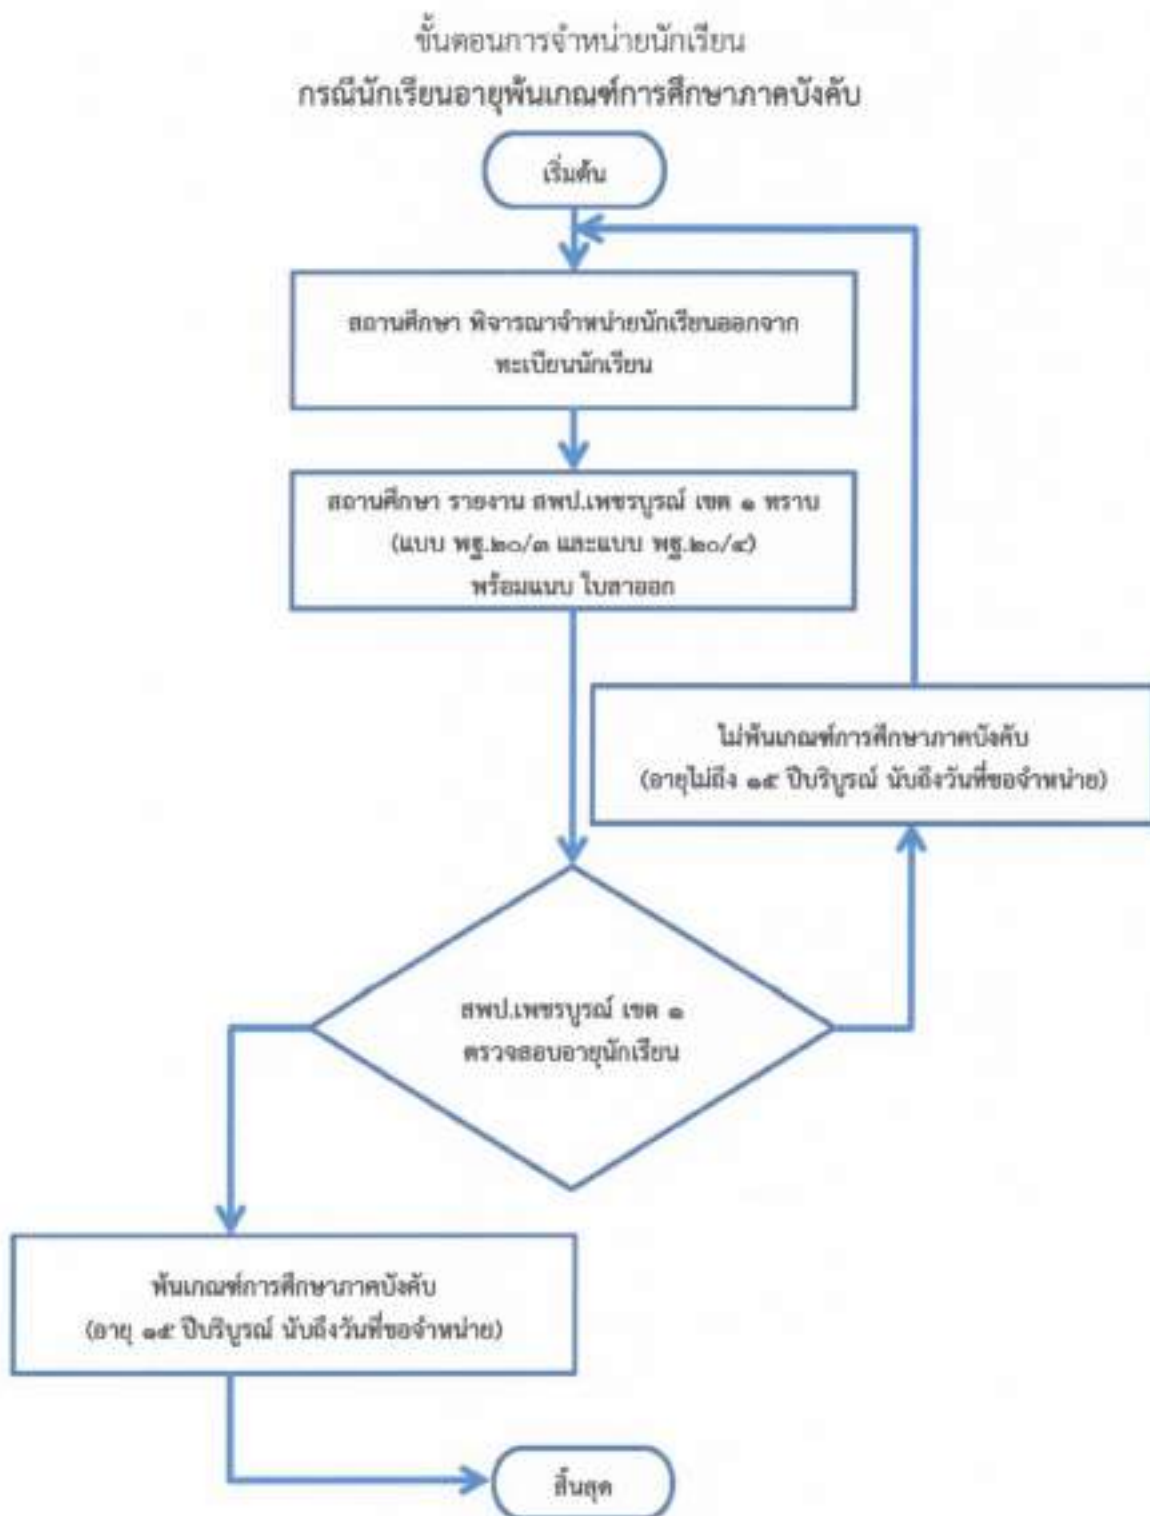 ขั้นตอนการจำหน่ายนักเรียน
กรณีนักเรียนอายุพ้นเกณฑ์การศึกษาภาคบังคับ
เริ่มต้น
สถานศึกษา พิจารณาจำหน่ายนักเรียนออกจาก
ทะเบียนนักเรียน
สถานศึกษา รายงาน สพป.เพชรบูรณ์ เขต ๑ ทราบ
(แบบ พฐ.๒๐/๓ และแบบ พฐ.๒๐/๔)
พร้อมแนบ ใบลาออก
ไม่พ้นเกณฑ์การศึกษาภาคบังคับ
(อายุไม่ถึง ๑๕ ปีบริบูรณ์ นับถึงวันที่ขอจำหน่าย)
สพป.เพชรบูรณ์ เขต ๑
ตรวจสอบอายุนักเรียน
พ้นเกณฑ์การศึกษาภาคบังคับ
(อายุ ๑๕ ปีบริบูรณ์ นับถึงวันที่ขอจำหน่าย)
สิ้นสุด